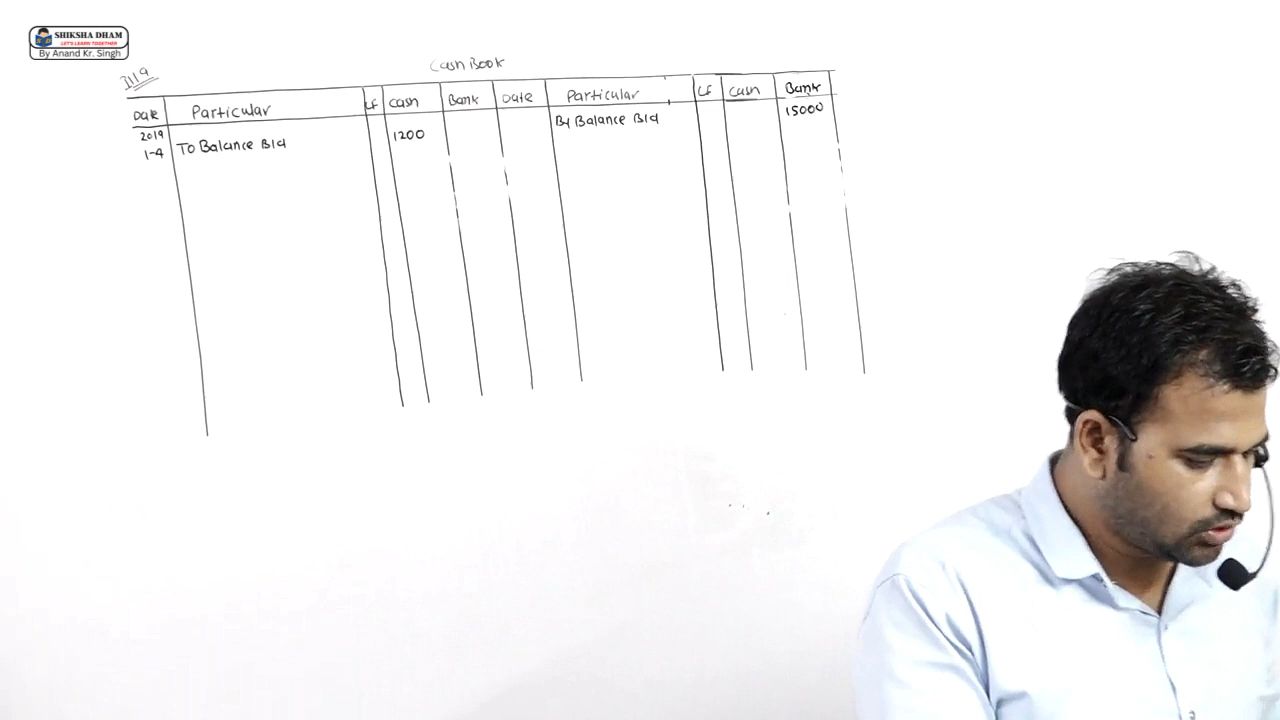 SHIKSHA DHAM
LET'S LEARN TOGETHER
By Anand Kr. Singh
Cash Book
Date Particular LF Cash Bank Date Particular LF Cash Bank
2019
1-4 To Balance B/d 1200 By Balance B/d 15000